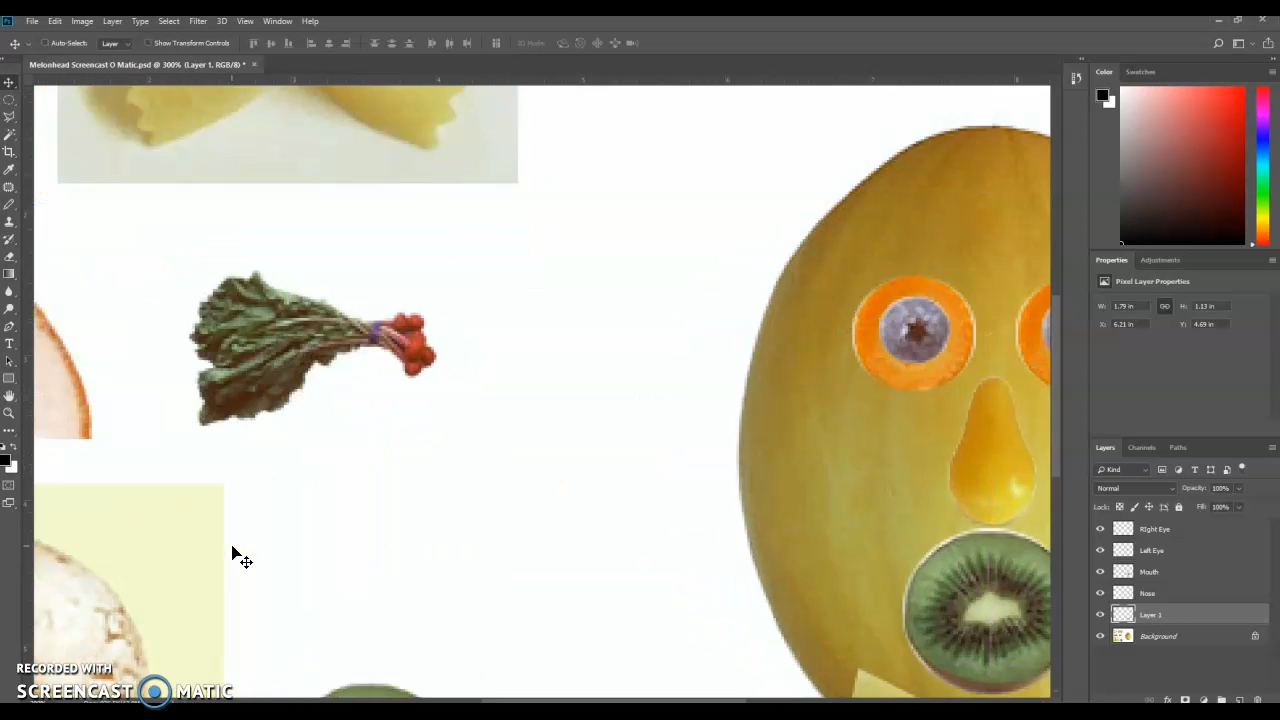 File Edit Image Layer Type Select Filter 3D View Window Help
Auto-Select: Layer Show Transform Controls 3D Mode:
Melonhead Screencast O Matic.psd @ 300% (Layer 1, RGB/8) *
Color Swatches
Properties Adjustments
Pixel Layer Properties
W: 1.79 in H: 1.13 in
X: 6.21 in Y: 4.69 in
Layers Channels Paths
Kind
Normal Opacity: 100%
Lock: Fill: 100%
RIght Eye
Left Eye
Mouth
Nose
Layer 1
Background
RECORDED WITH
SCREENCAST MATIC